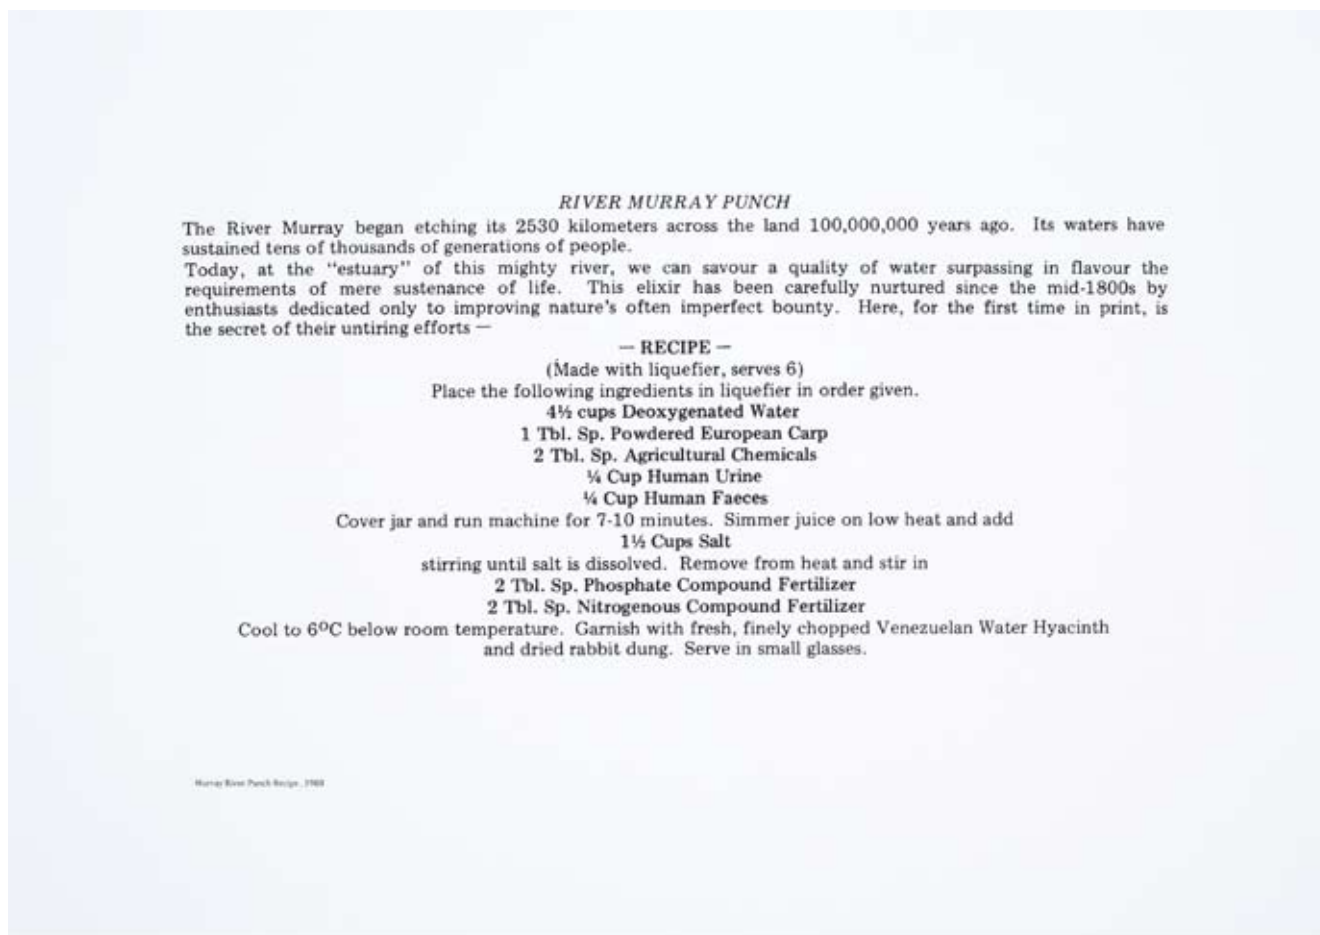 RIVER MURRAY PUNCH
The River Murray began etching its 2530 kilometers across the land 100,000,000 years ago. Its waters have
sustained tens of thousands of generations of people.
Today, at the "estuary" of this mighty river, we can savour a quality of water surpassing in flavour the
requirements of mere sustenance of life. This elixir has been carefully nurtured since the mid-1800s by
enthusiasts dedicated only to improving nature's often imperfect bounty. Here, for the first time in print, is
the secret of their untiring efforts —
— RECIPE —
(Made with liquefier, serves 6)
Place the following ingredients in liquefier in order given.
4½ cups Deoxygenated Water
1 Tbl. Sp. Powdered European Carp
2 Tbl. Sp. Agricultural Chemicals
¼ Cup Human Urine
¼ Cup Human Faeces
Cover jar and run machine for 7-10 minutes. Simmer juice on low heat and add
1½ Cups Salt
stirring until salt is dissolved. Remove from heat and stir in
2 Tbl. Sp. Phosphate Compound Fertilizer
2 Tbl. Sp. Nitrogenous Compound Fertilizer
Cool to 6ºC below room temperature. Garnish with fresh, finely chopped Venezuelan Water Hyacinth
and dried rabbit dung. Serve in small glasses.
Murray River Punch Recipe,